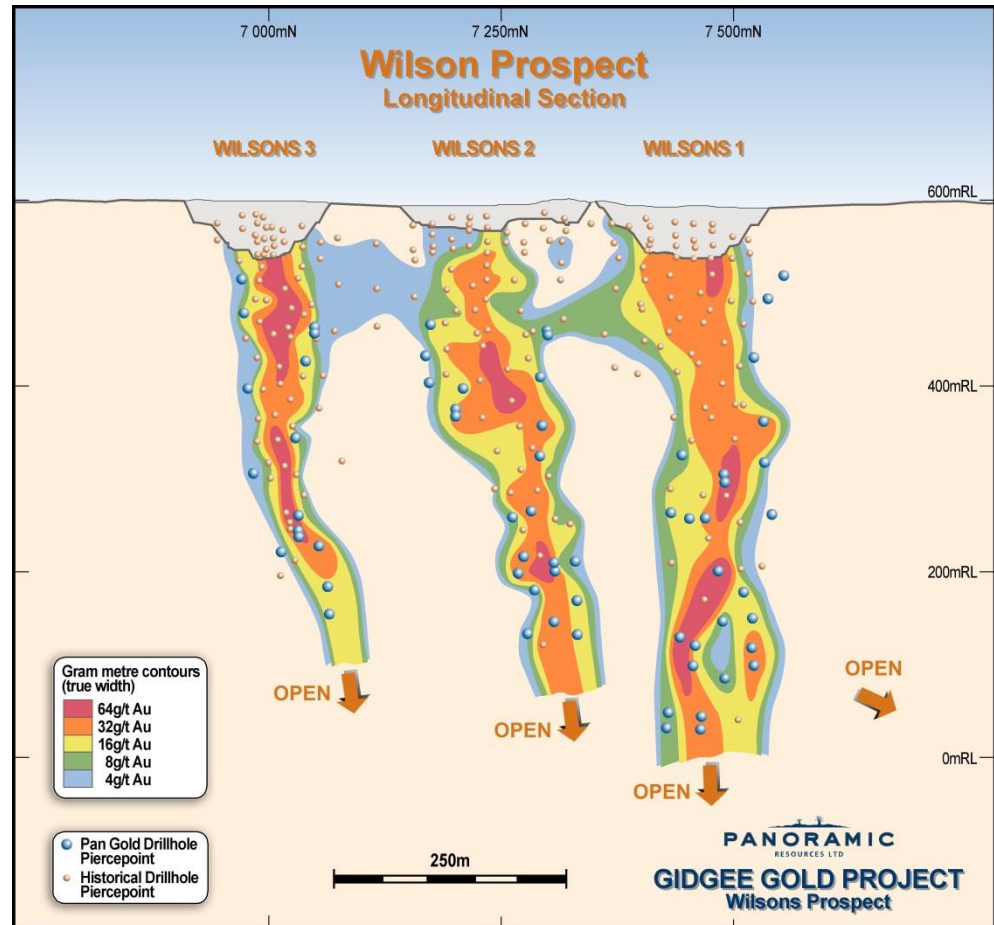 7 000mN
7 250mN
7 500mN
Wilson Prospect
Longitudinal Section
WILSONS 3
WILSONS 2
WILSONS 1
600mRL
400mRL
200mRL
0mRL
OPEN
OPEN
OPEN
OPEN
Gram metre contours
(true width)
64g/t Au
32g/t Au
16g/t Au
8g/t Au
4g/t Au
Pan Gold Drillhole
Piercepoint
Historical Drillhole
Piercepoint
250m
PANORAMIC
RESOURCES LTD
GIDGEE GOLD PROJECT
Wilsons Prospect